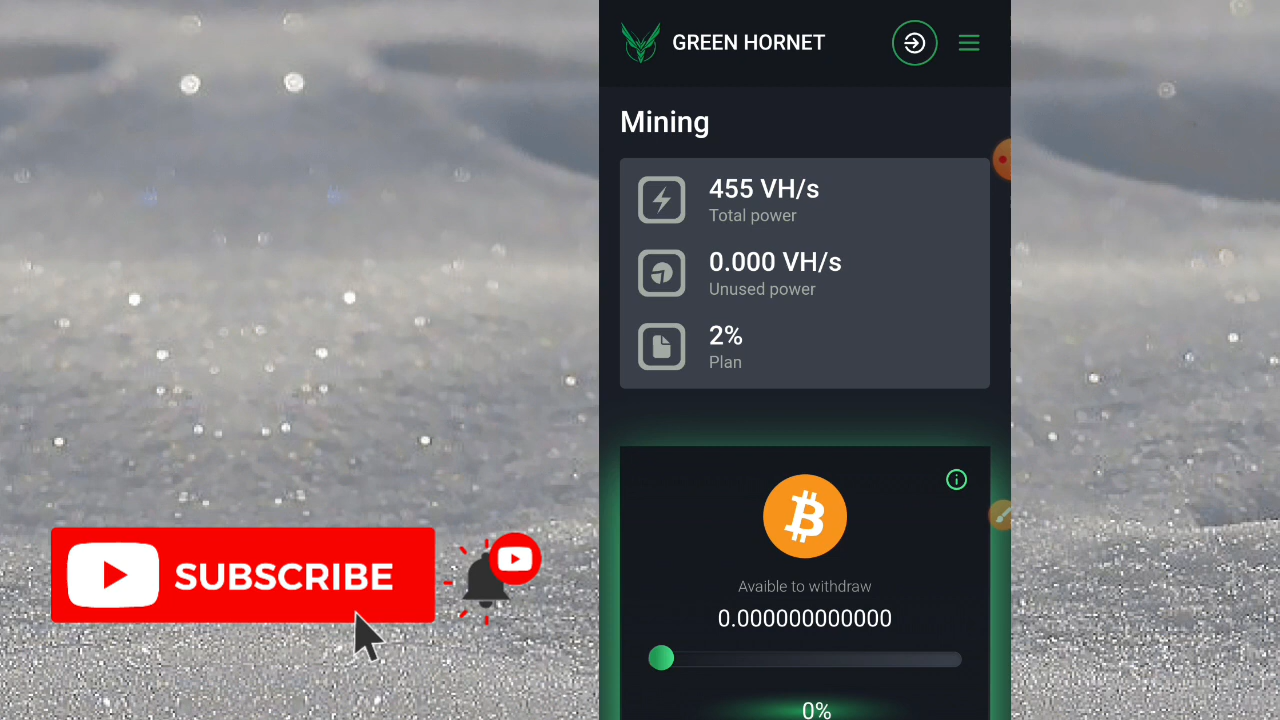 GREEN HORNET
Mining
455 VH/s
Total power
0.000 VH/s
Unused power
2%
Plan
Avaible to withdraw
0.000000000000
0%
SUBSCRIBE